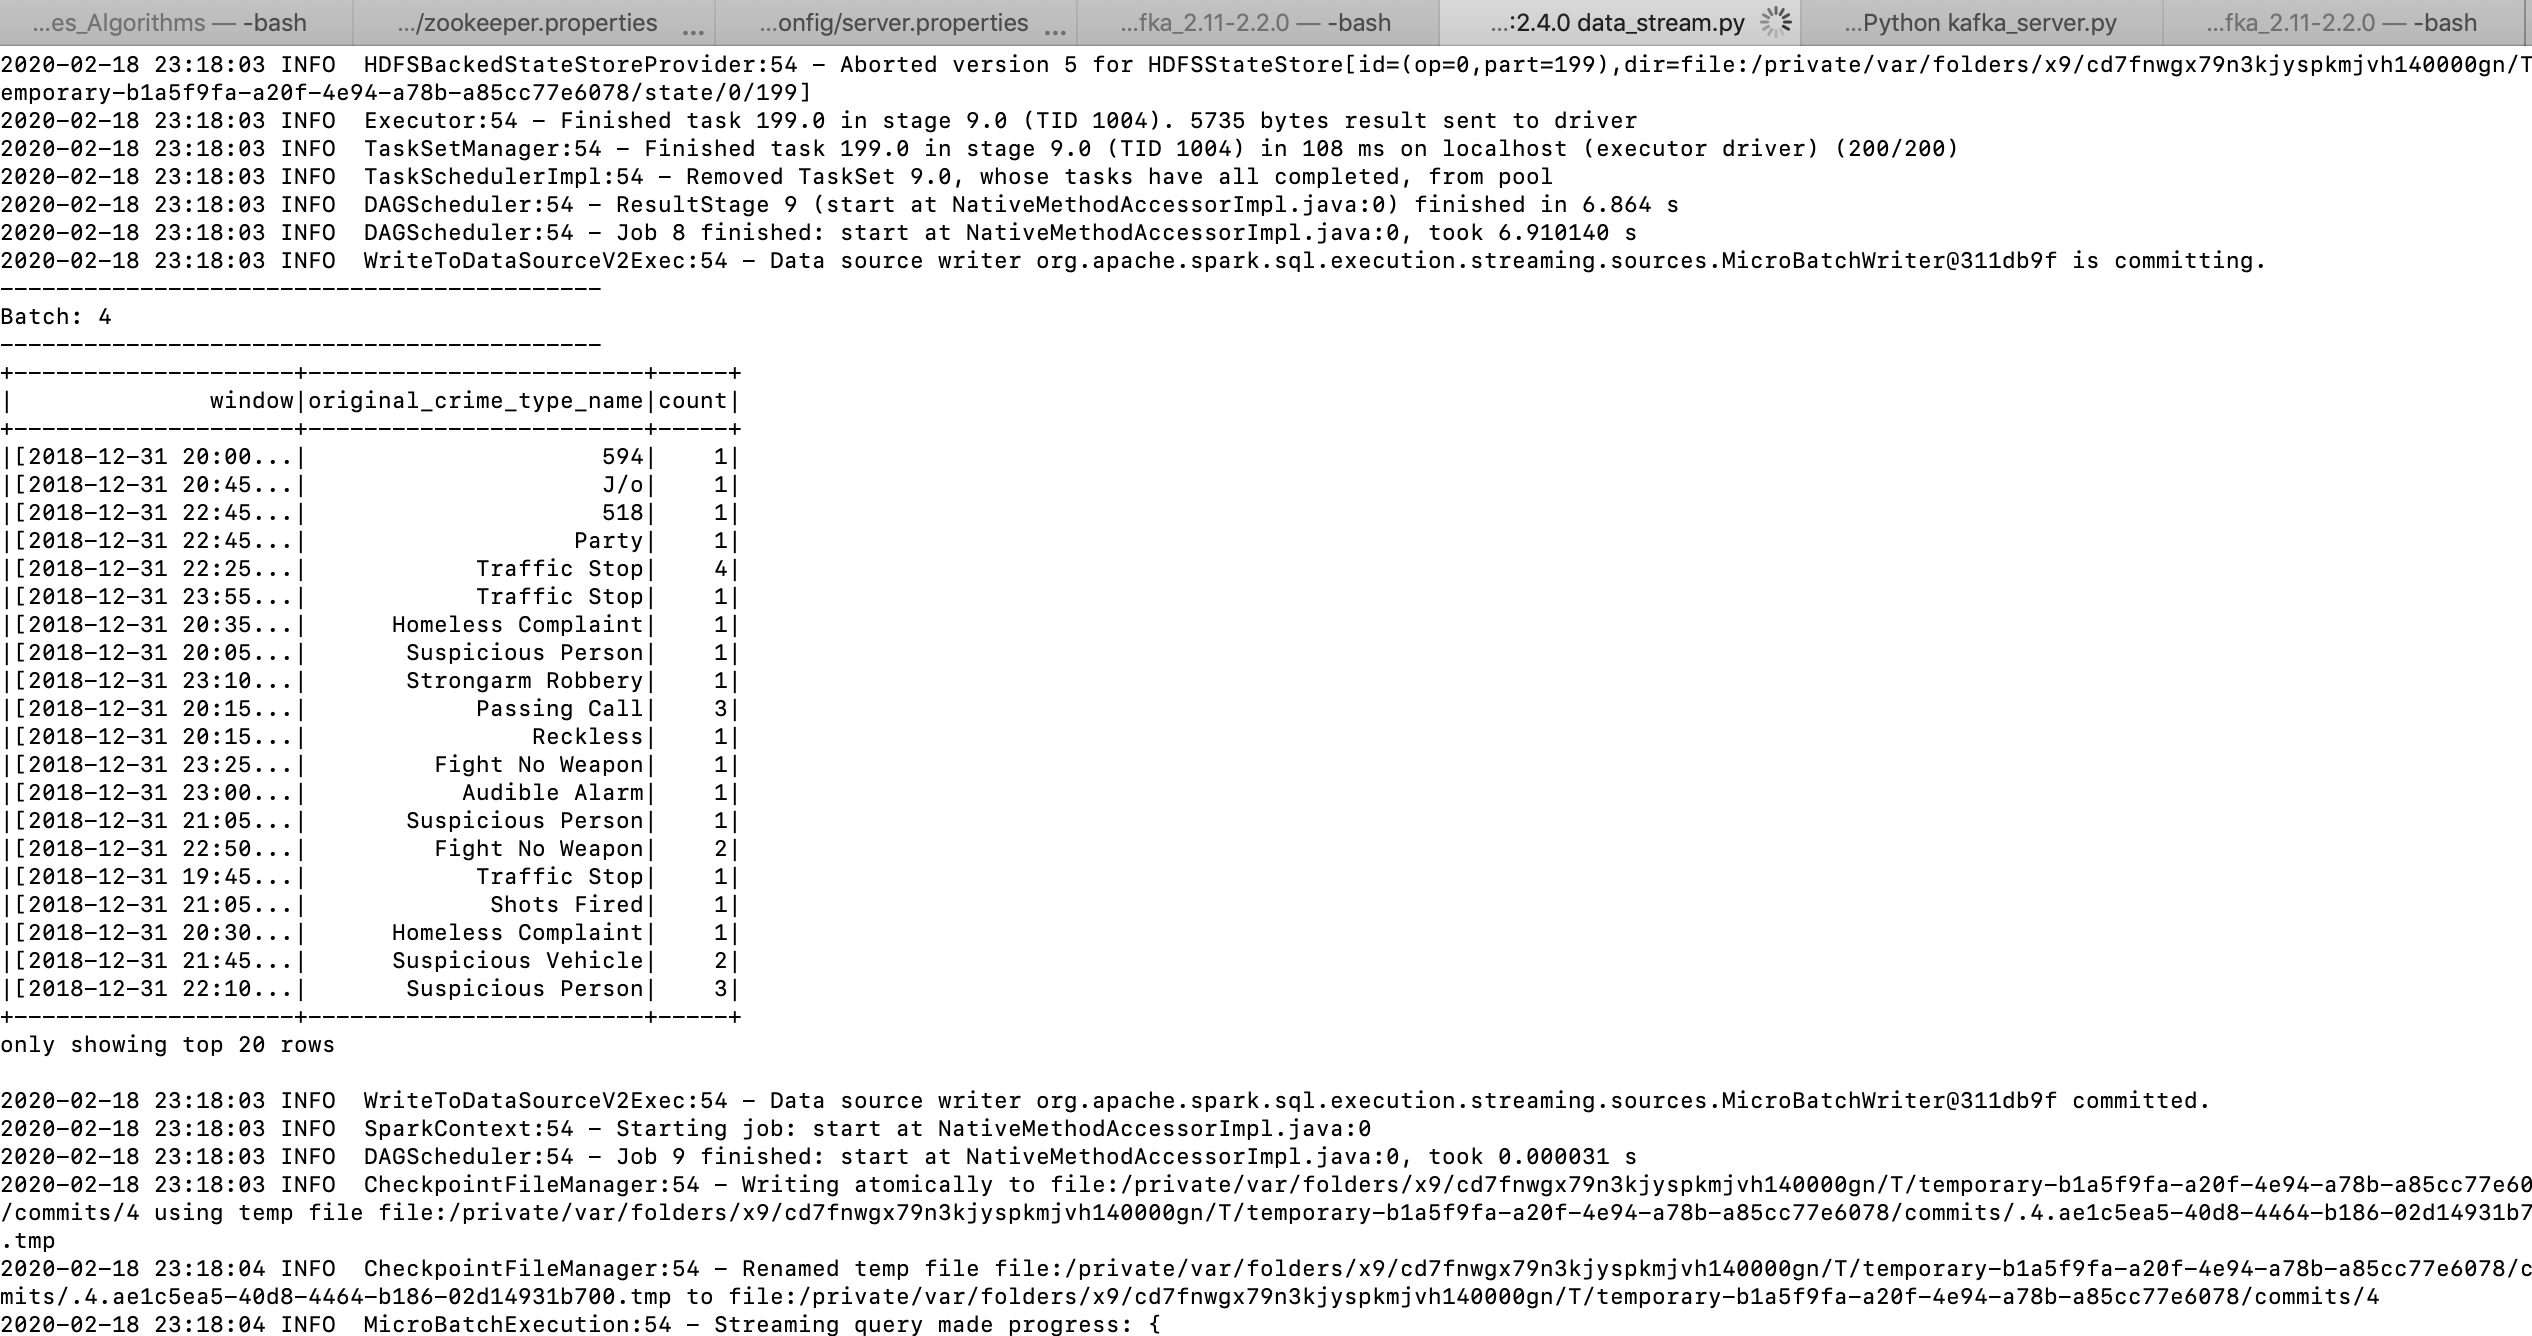 ...es_Algorithms — -bash
.../zookeeper.properties ...
...onfig/server.properties ...
...fka_2.11-2.2.0 — -bash
...:2.4.0 data_stream.py
...Python kafka_server.py
...fka_2.11-2.2.0 — -bash
2020-02-18 23:18:03 INFO  HDFSBackedStateStoreProvider:54 - Aborted version 5 for HDFSStateStore[id=(op=0,part=199),dir=file:/private/var/folders/x9/cd7fnwgx79n3kjyspkmjvh140000gn/T
emporary-b1a5f9fa-a20f-4e94-a78b-a85cc77e6078/state/0/199]
2020-02-18 23:18:03 INFO  Executor:54 - Finished task 199.0 in stage 9.0 (TID 1004). 5735 bytes result sent to driver
2020-02-18 23:18:03 INFO  TaskSetManager:54 - Finished task 199.0 in stage 9.0 (TID 1004) in 108 ms on localhost (executor driver) (200/200)
2020-02-18 23:18:03 INFO  TaskSchedulerImpl:54 - Removed TaskSet 9.0, whose tasks have all completed, from pool
2020-02-18 23:18:03 INFO  DAGScheduler:54 - ResultStage 9 (start at NativeMethodAccessorImpl.java:0) finished in 6.864 s
2020-02-18 23:18:03 INFO  DAGScheduler:54 - Job 8 finished: start at NativeMethodAccessorImpl.java:0, took 6.910140 s
2020-02-18 23:18:03 INFO  WriteToDataSourceV2Exec:54 - Data source writer org.apache.spark.sql.execution.streaming.sources.MicroBatchWriter@311db9f is committing.
-------------------------------------------
Batch: 4
-------------------------------------------
+--------------------+------------------------+-----+
|              window|original_crime_type_name|count|
+--------------------+------------------------+-----+
|[2018-12-31 20:00...|                     594|    1|
|[2018-12-31 20:45...|                     J/o|    1|
|[2018-12-31 22:45...|                     518|    1|
|[2018-12-31 22:45...|                   Party|    1|
|[2018-12-31 22:25...|            Traffic Stop|    4|
|[2018-12-31 23:55...|            Traffic Stop|    1|
|[2018-12-31 20:35...|      Homeless Complaint|    1|
|[2018-12-31 20:05...|       Suspicious Person|    1|
|[2018-12-31 23:10...|       Strongarm Robbery|    1|
|[2018-12-31 20:15...|            Passing Call|    3|
|[2018-12-31 20:15...|                Reckless|    1|
|[2018-12-31 23:25...|         Fight No Weapon|    1|
|[2018-12-31 23:00...|           Audible Alarm|    1|
|[2018-12-31 21:05...|       Suspicious Person|    1|
|[2018-12-31 22:50...|         Fight No Weapon|    2|
|[2018-12-31 19:45...|            Traffic Stop|    1|
|[2018-12-31 21:05...|             Shots Fired|    1|
|[2018-12-31 20:30...|      Homeless Complaint|    1|
|[2018-12-31 21:45...|      Suspicious Vehicle|    2|
|[2018-12-31 22:10...|       Suspicious Person|    3|
+--------------------+------------------------+-----+
only showing top 20 rows
2020-02-18 23:18:03 INFO  WriteToDataSourceV2Exec:54 - Data source writer org.apache.spark.sql.execution.streaming.sources.MicroBatchWriter@311db9f committed.
2020-02-18 23:18:03 INFO  SparkContext:54 - Starting job: start at NativeMethodAccessorImpl.java:0
2020-02-18 23:18:03 INFO  DAGScheduler:54 - Job 9 finished: start at NativeMethodAccessorImpl.java:0, took 0.000031 s
2020-02-18 23:18:03 INFO  CheckpointFileManager:54 - Writing atomically to file:/private/var/folders/x9/cd7fnwgx79n3kjyspkmjvh140000gn/T/temporary-b1a5f9fa-a20f-4e94-a78b-a85cc77e60
/commits/4 using temp file file:/private/var/folders/x9/cd7fnwgx79n3kjyspkmjvh140000gn/T/temporary-b1a5f9fa-a20f-4e94-a78b-a85cc77e6078/commits/.4.ae1c5ea5-40d8-4464-b186-02d14931b7
.tmp
2020-02-18 23:18:04 INFO  CheckpointFileManager:54 - Renamed temp file file:/private/var/folders/x9/cd7fnwgx79n3kjyspkmjvh140000gn/T/temporary-b1a5f9fa-a20f-4e94-a78b-a85cc77e6078/c
mits/.4.ae1c5ea5-40d8-4464-b186-02d14931b700.tmp to file:/private/var/folders/x9/cd7fnwgx79n3kjyspkmjvh140000gn/T/temporary-b1a5f9fa-a20f-4e94-a78b-a85cc77e6078/commits/4
2020-02-18 23:18:04 INFO  MicroBatchExecution:54 - Streaming query made progress: {